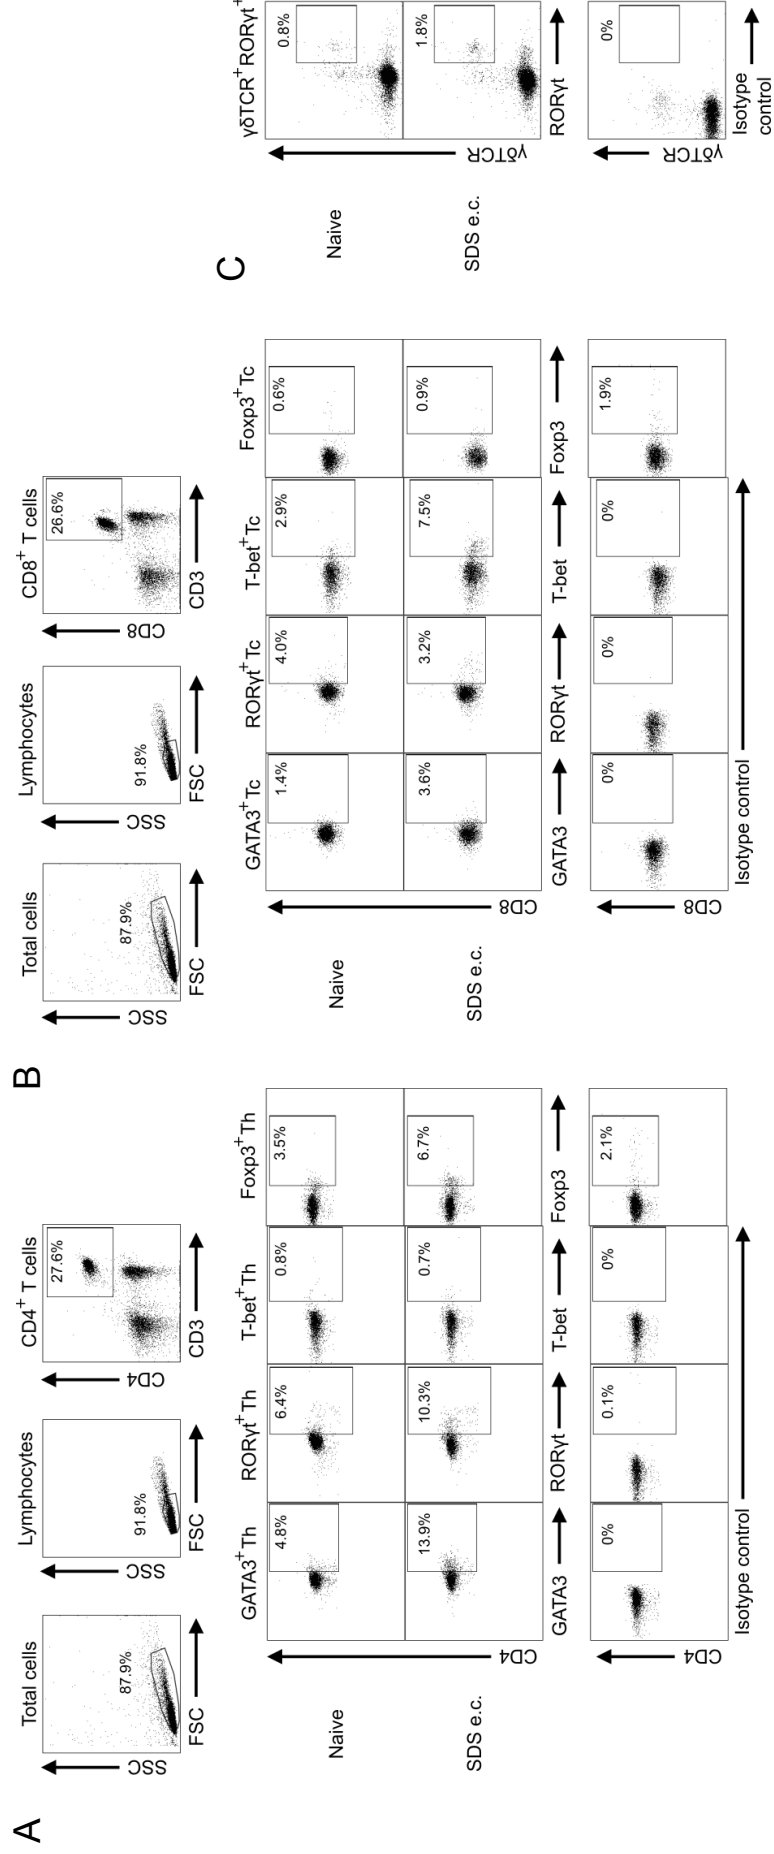 A
Total cells
Lymphocytes
CD4+ T cells
87.9%
91.8%
27.6%
SSC
FSC
SSC
FSC
CD4
CD3
GATA3+Th
RORγt+Th
T-bet+Th
Foxp3+Th
Naive
4.8%
6.4%
0.8%
3.5%
SDS e.c.
13.9%
10.3%
0.7%
6.7%
CD4
GATA3
RORγt
T-bet
Foxp3
0%
0.1%
0%
2.1%
CD4
Isotype control
B
Total cells
Lymphocytes
CD8+ T cells
87.9%
91.8%
26.6%
SSC
FSC
SSC
FSC
CD8
CD3
GATA3+Tc
RORγt+Tc
T-bet+Tc
Foxp3+Tc
Naive
1.4%
4.0%
2.9%
0.6%
SDS e.c.
3.6%
3.2%
7.5%
0.9%
CD8
GATA3
RORγt
T-bet
Foxp3
0%
0%
0%
1.9%
CD8
Isotype control
C
γδTCR+RORγt+
Naive
0.8%
SDS e.c.
1.8%
γδTCR
RORγt
0%
γδTCR
Isotype
control